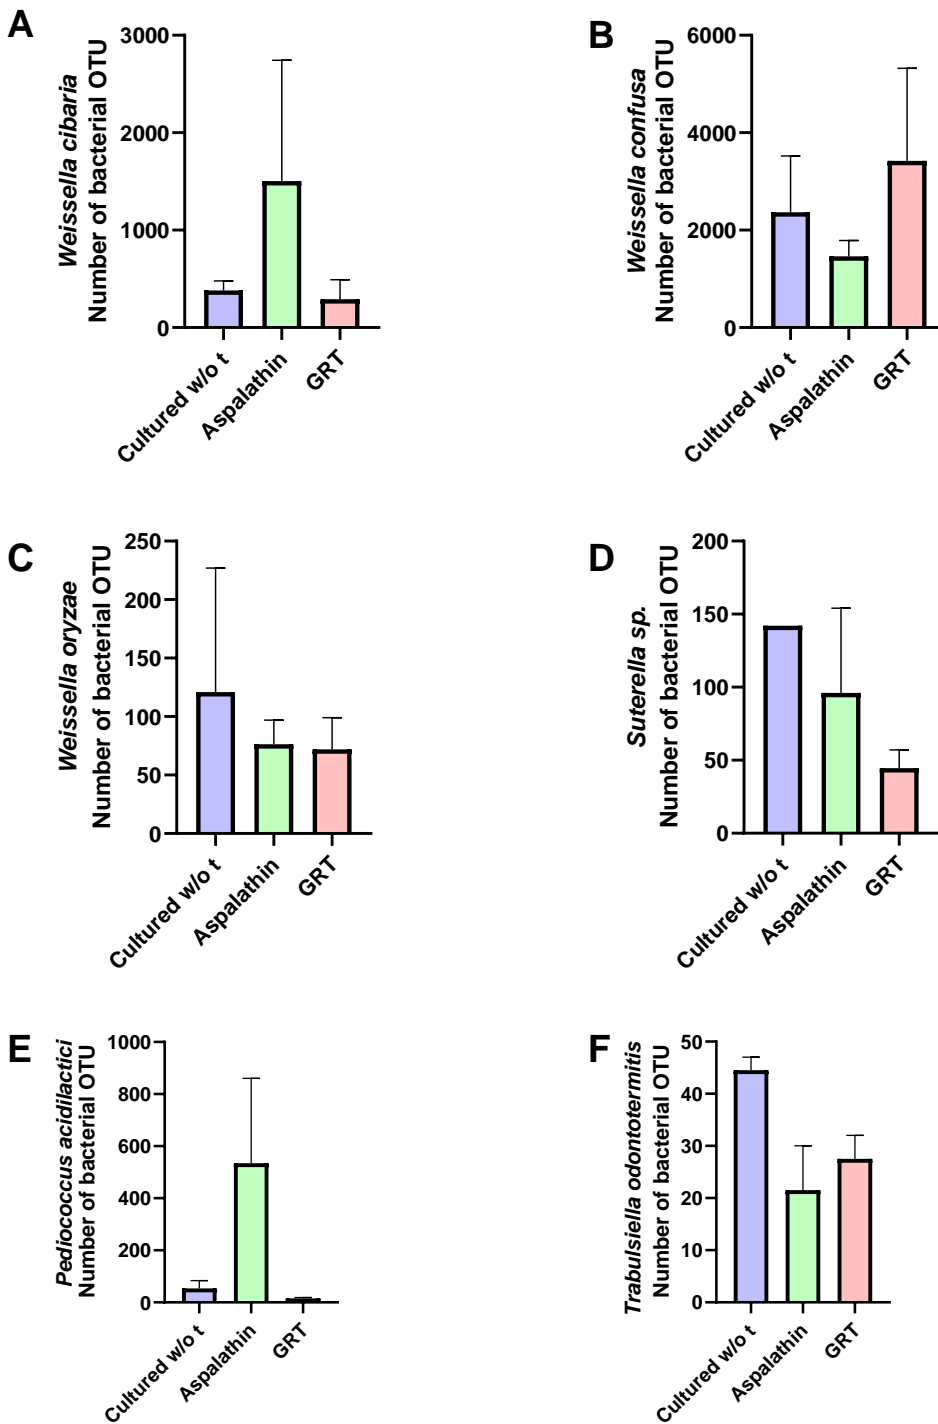 A
Weissella cibaria
Number of bacterial OTU
3000
2000
1000
0
Cultured w/o t
Aspalathin
GRT
B
Weissella confusa
Number of bacterial OTU
6000
4000
2000
0
Cultured w/o t
Aspalathin
GRT
C
Weissella oryzae
Number of bacterial OTU
250
200
150
100
50
0
Cultured w/o t
Aspalathin
GRT
D
Suterella sp.
Number of bacterial OTU
200
150
100
50
0
Cultured w/o t
Aspalathin
GRT
E
Pediococcus acidilactici
Number of bacterial OTU
1000
800
600
400
200
0
Cultured w/o t
Aspalathin
GRT
F
Trabulsiella odontotermitis
Number of bacterial OTU
50
40
30
20
10
0
Cultured w/o t
Aspalathin
GRT